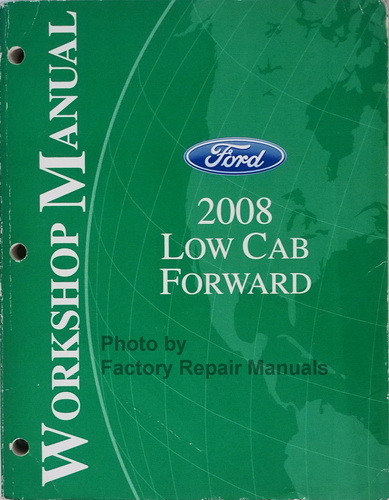 WORKSHOP MANUAL
Ford
2008
LOW CAB
FORWARD
Photo by
Factory Repair Manuals